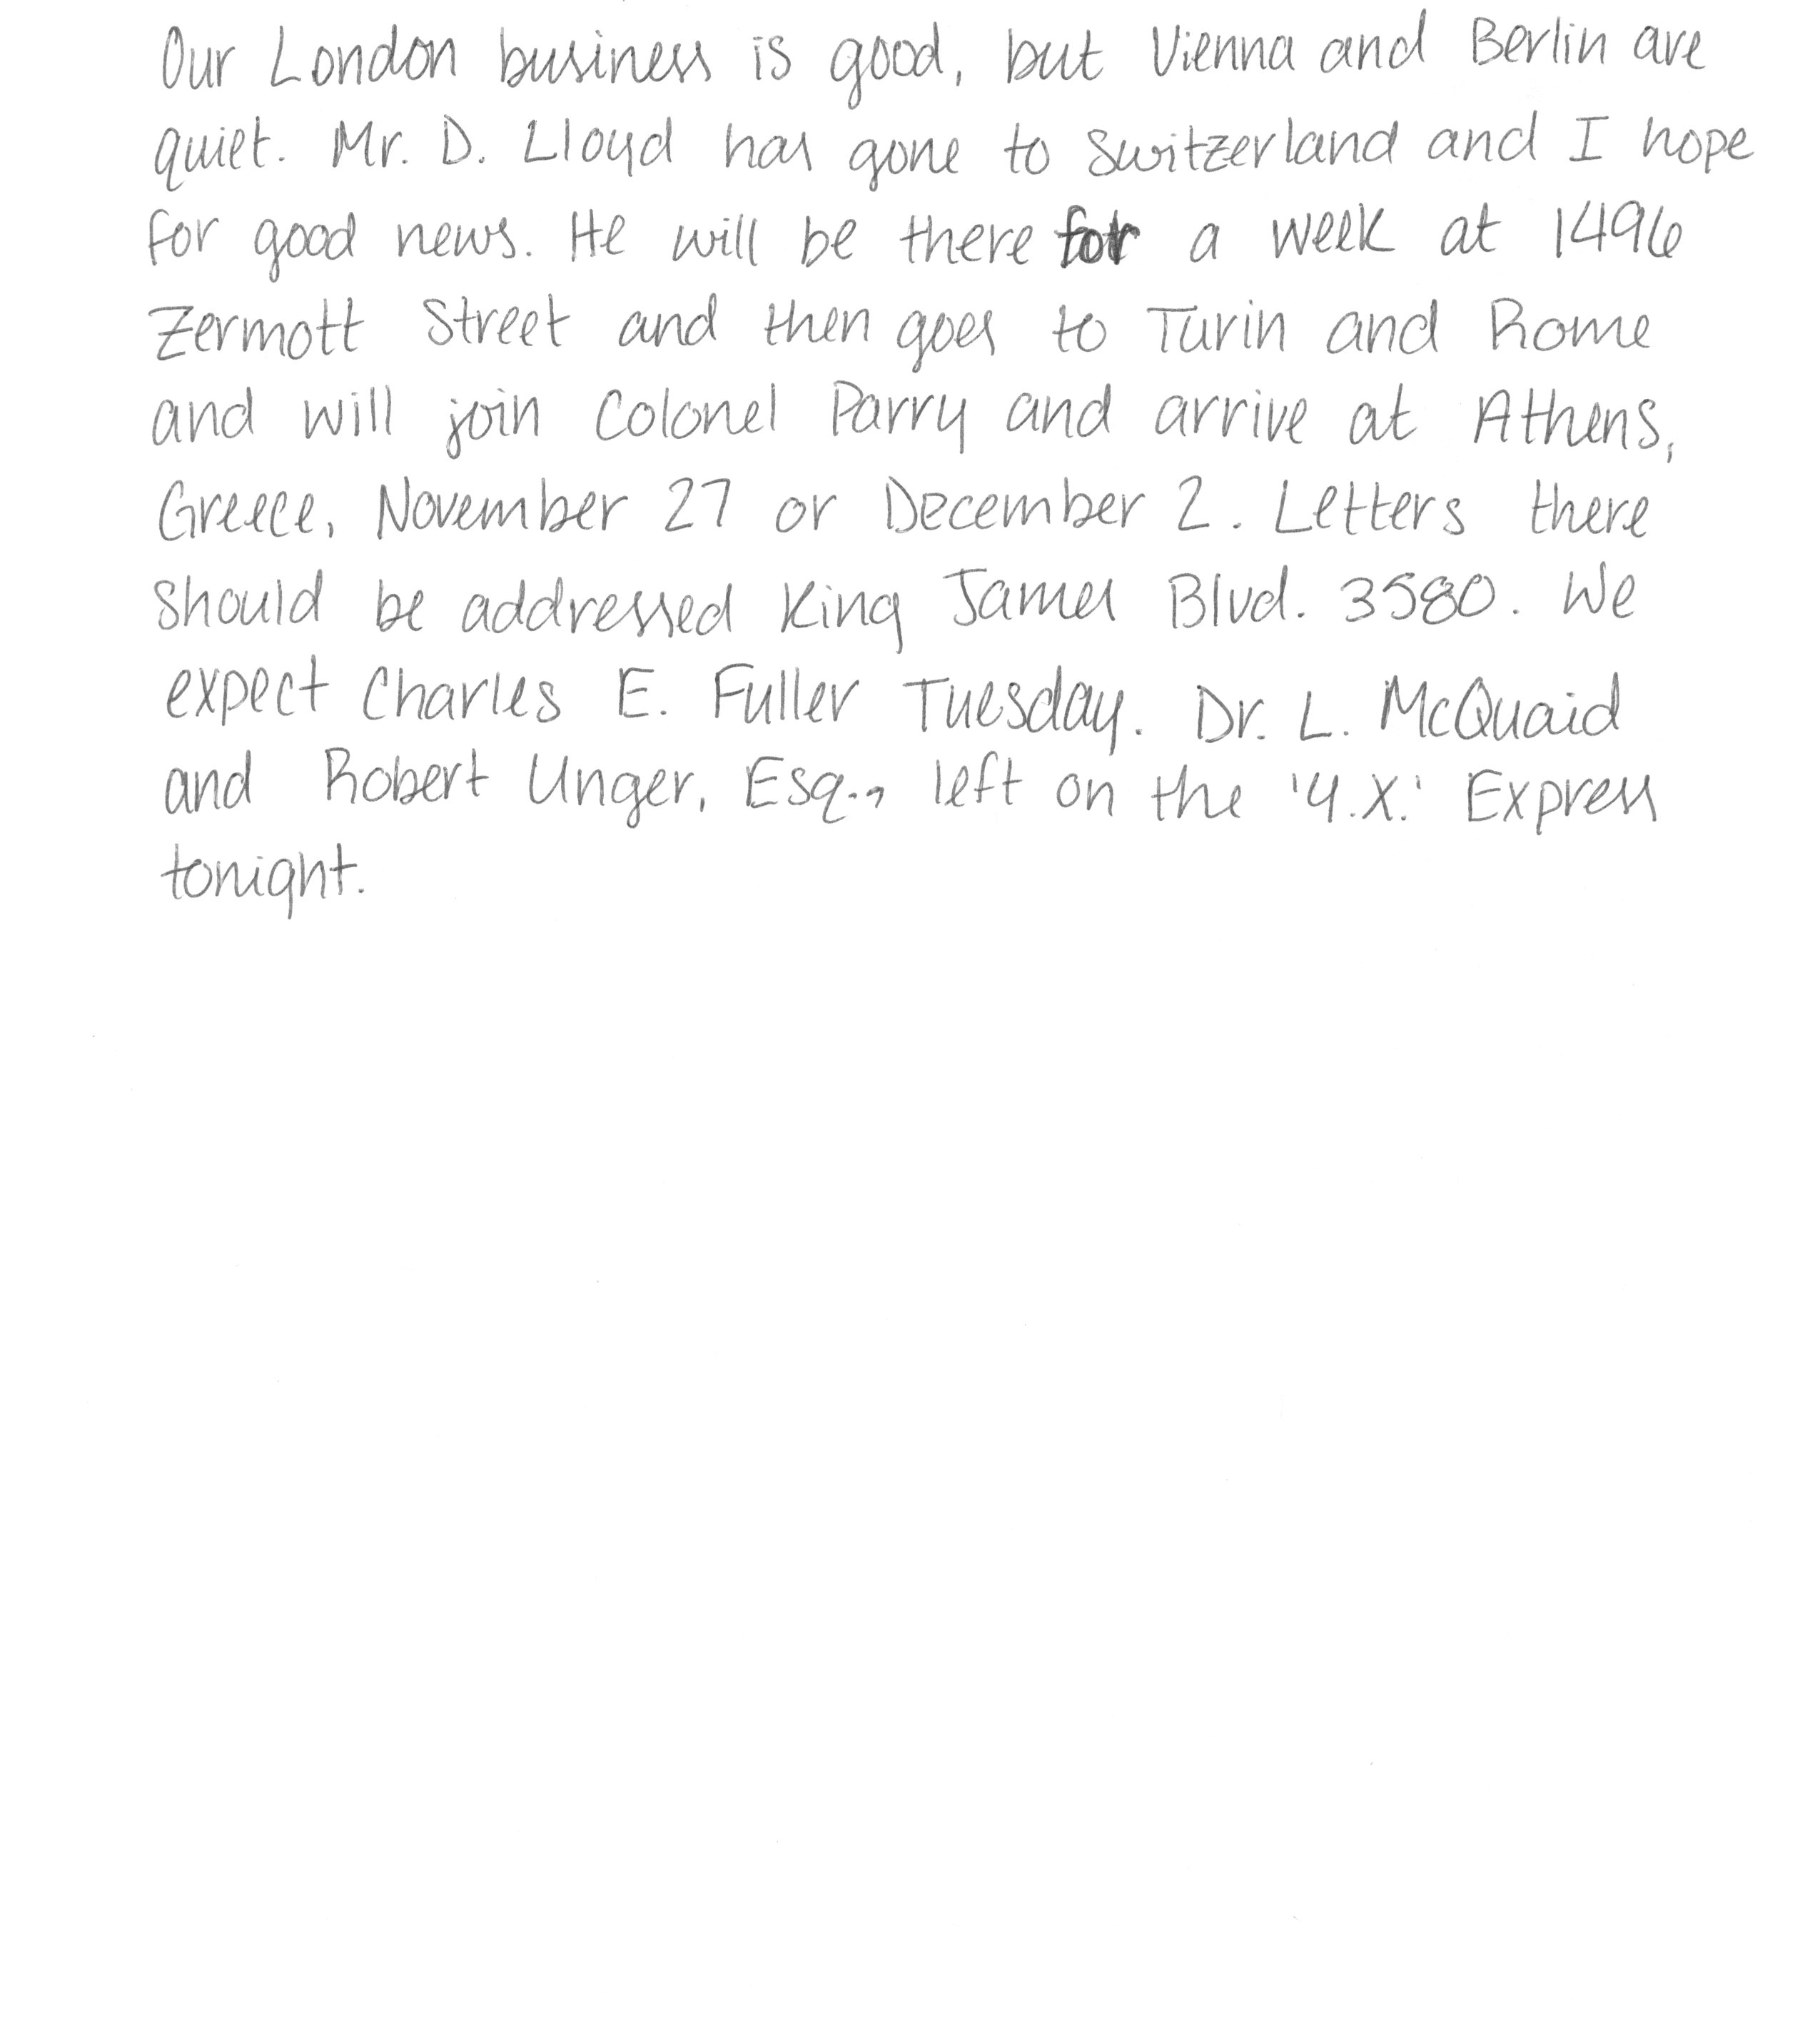 Our London business is good, but Vienna and Berlin are
quiet. Mr. D. Lloyd has gone to Switzerland and I hope
for good news. He will be there for a week at 1496
Zermott Street and then goes to Turin and Rome
and will join Colonel Parry and arrive at Athens,
Greece, November 27 or December 2. Letters there
should be addressed King James Blvd. 3580. We
expect Charles E. Fuller Tuesday. Dr. L. McQuaid
and Robert Unger, Esq., left on the 'Y.X.' Express
tonight.